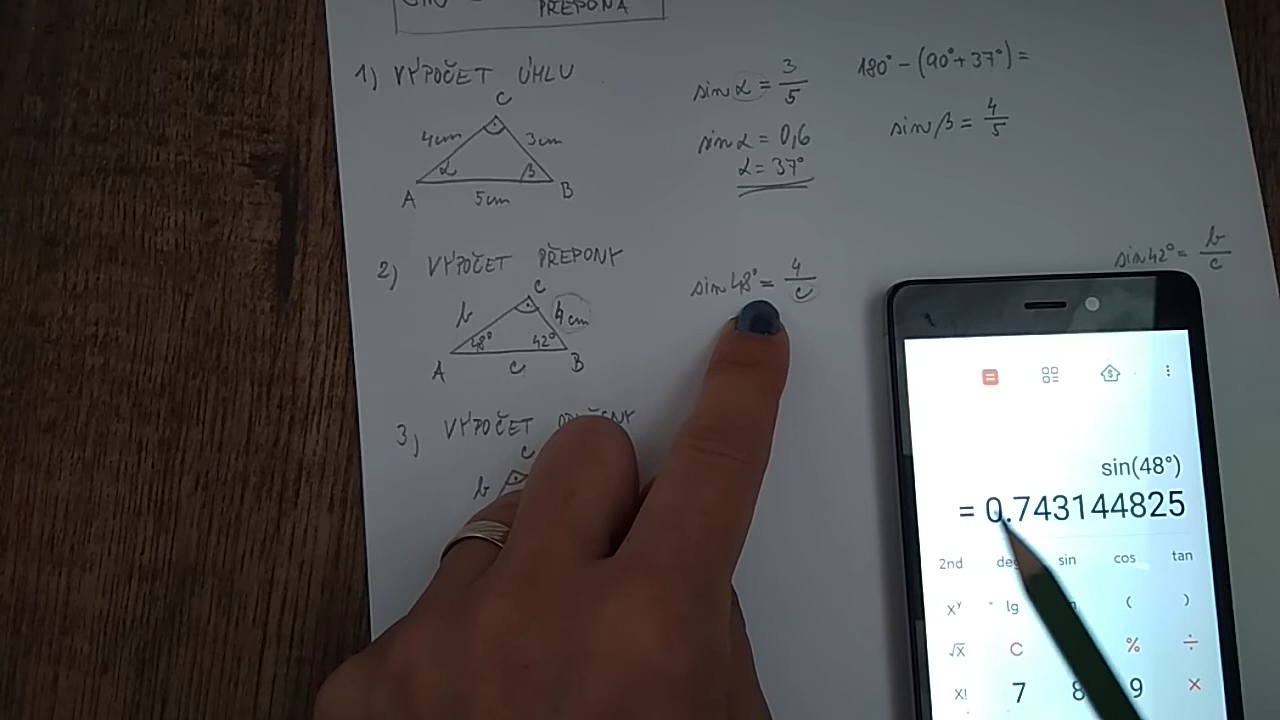 PŘEPONA
1) VÝPOČET ÚHLU
C
4cm 3cm
α β
A B
5cm
sin α = 3/5
sin α = 0,6
α = 37°
180° - (90° + 37°) =
sin β = 4/5
2) VÝPOČET PŘEPONY
C
b 4cm
48° 42°
A c B
sin 48° = 4/c
sin 42° = b/c
3) VÝPOČET
C
b
sin(48°)
= 0.743144825
2nd sin cos tan
xʸ lg ( )
√x C % ÷
X! 7 8 9 ×